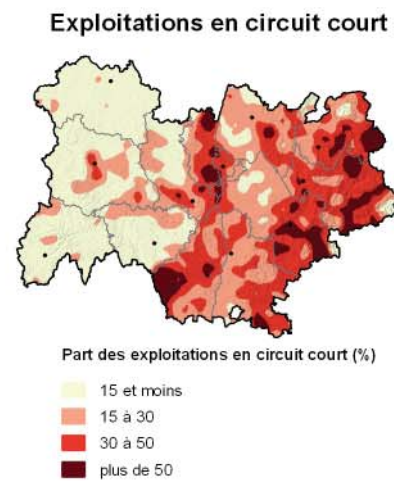 Exploitations en circuit court
Part des exploitations en circuit court (%)
15 et moins
15 à 30
30 à 50
plus de 50